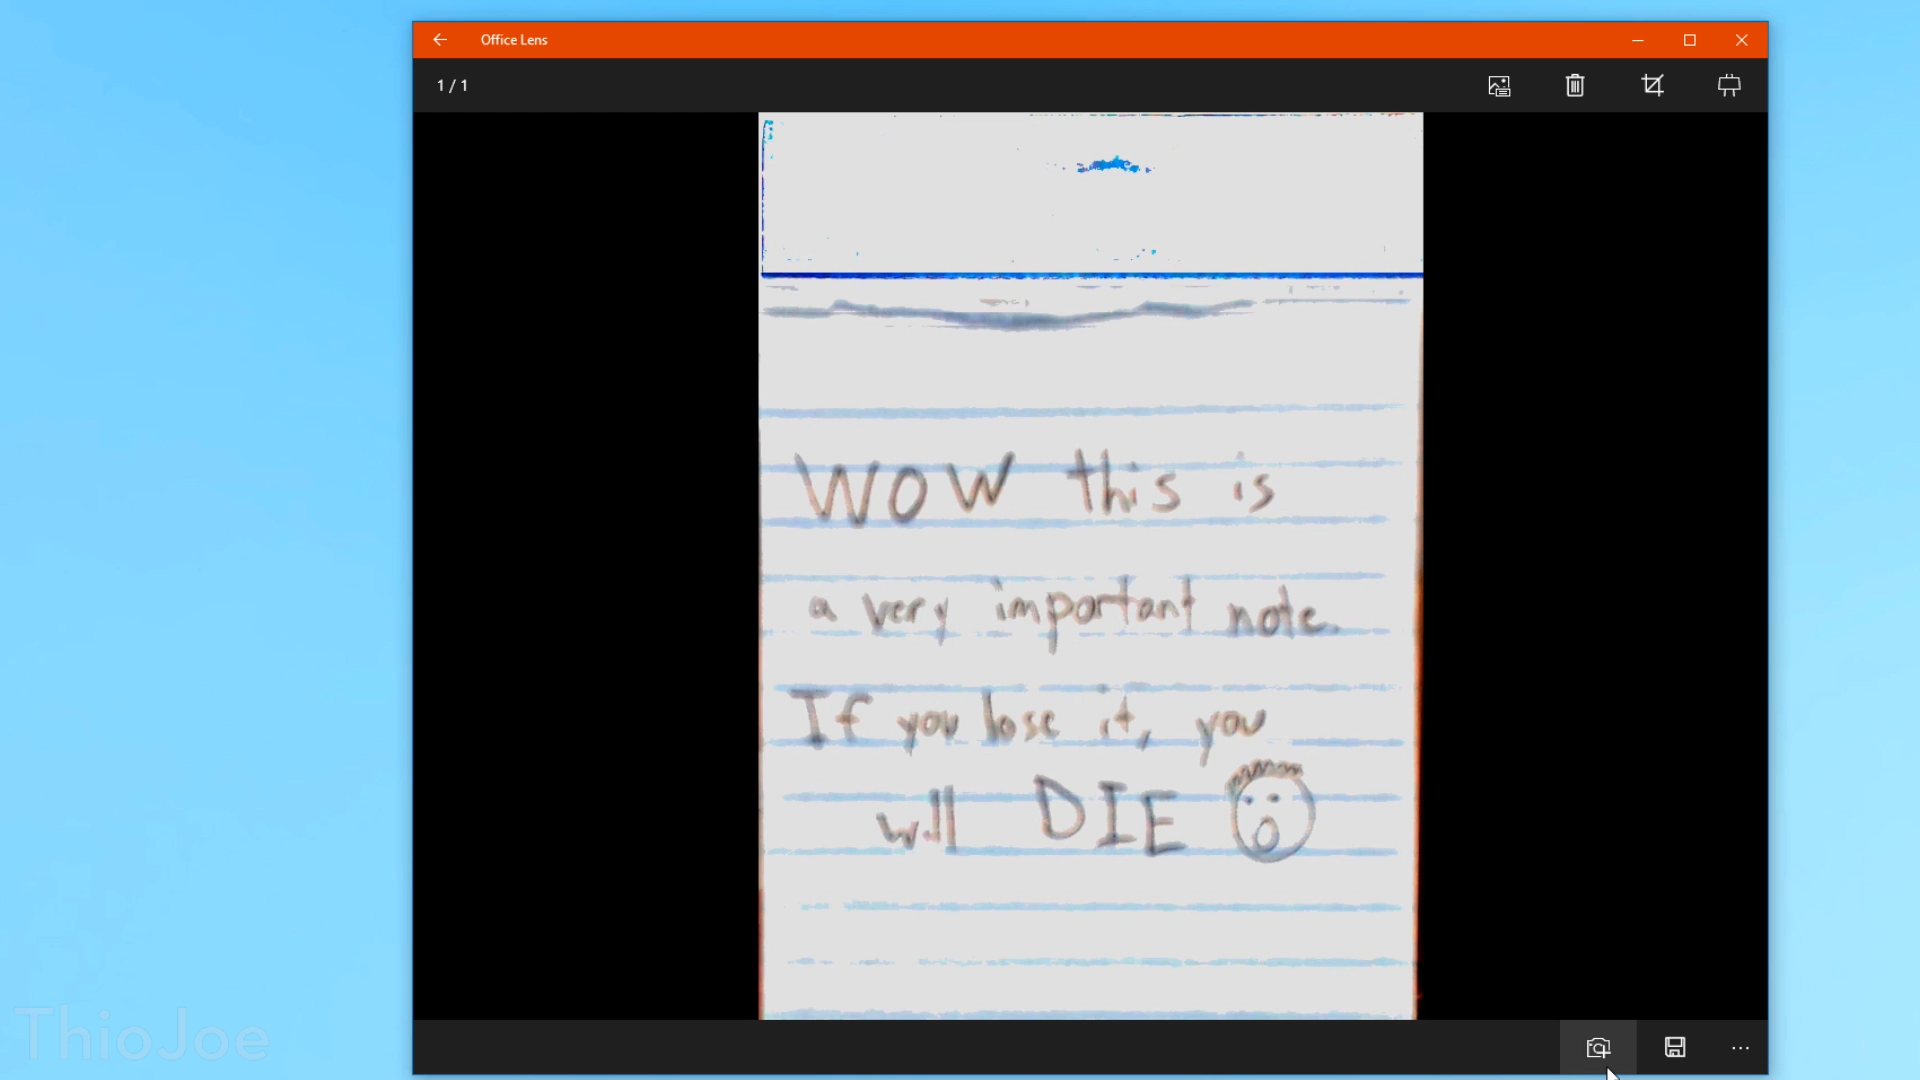 Office Lens
1 / 1
WOW this is
a very important note.
If you lose it, you
will DIE
ThioJoe